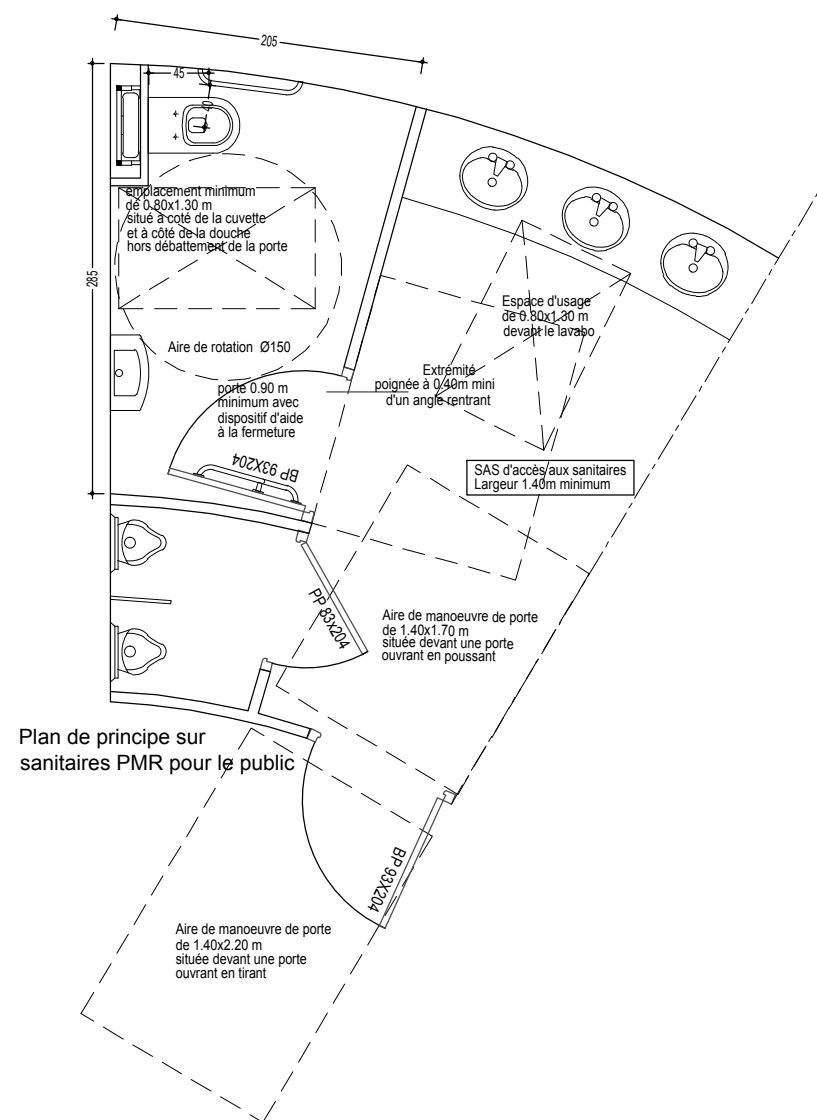 205
45
285
emplacement minimum
de 0.80x1.30 m
situé à coté de la cuvette
et à côté de la douche
hors débattement de la porte
Aire de rotation Ø150
Espace d'usage
de 0.80x1.30 m
devant le lavabo
Extrémité
poignée à 0.40m mini
d'un angle rentrant
porte 0.90 m
minimum avec
dispositif d'aide
à la fermeture
BP 93X204
SAS d'accès aux sanitaires
Largeur 1.40m minimum
PP 83x204
Aire de manoeuvre de porte
de 1.40x1.70 m
située devant une porte
ouvrant en poussant
Plan de principe sur
sanitaires PMR pour le public
BP 93X204
Aire de manoeuvre de porte
de 1.40x2.20 m
située devant une porte
ouvrant en tirant